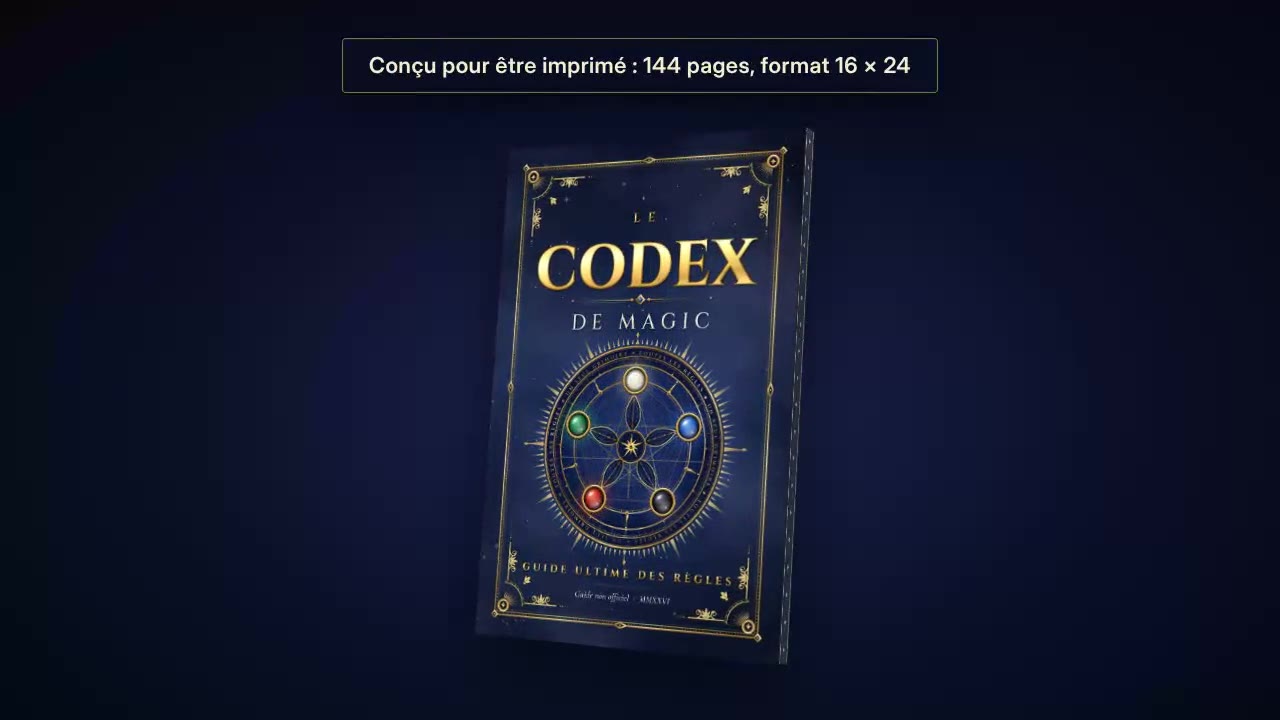 Conçu pour être imprimé : 144 pages, format 16 × 24
LE
CODEX
DE MAGIC
GUIDE ULTIME DES RÈGLES
Guide non officiel · MMXXVI